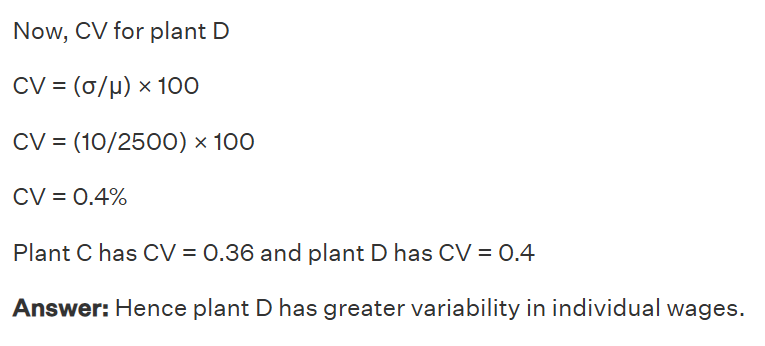 Now, CV for plant D
CV = (σ/μ) × 100
CV = (10/2500) × 100
CV = 0.4%
Plant C has CV = 0.36 and plant D has CV = 0.4
Answer: Hence plant D has greater variability in individual wages.